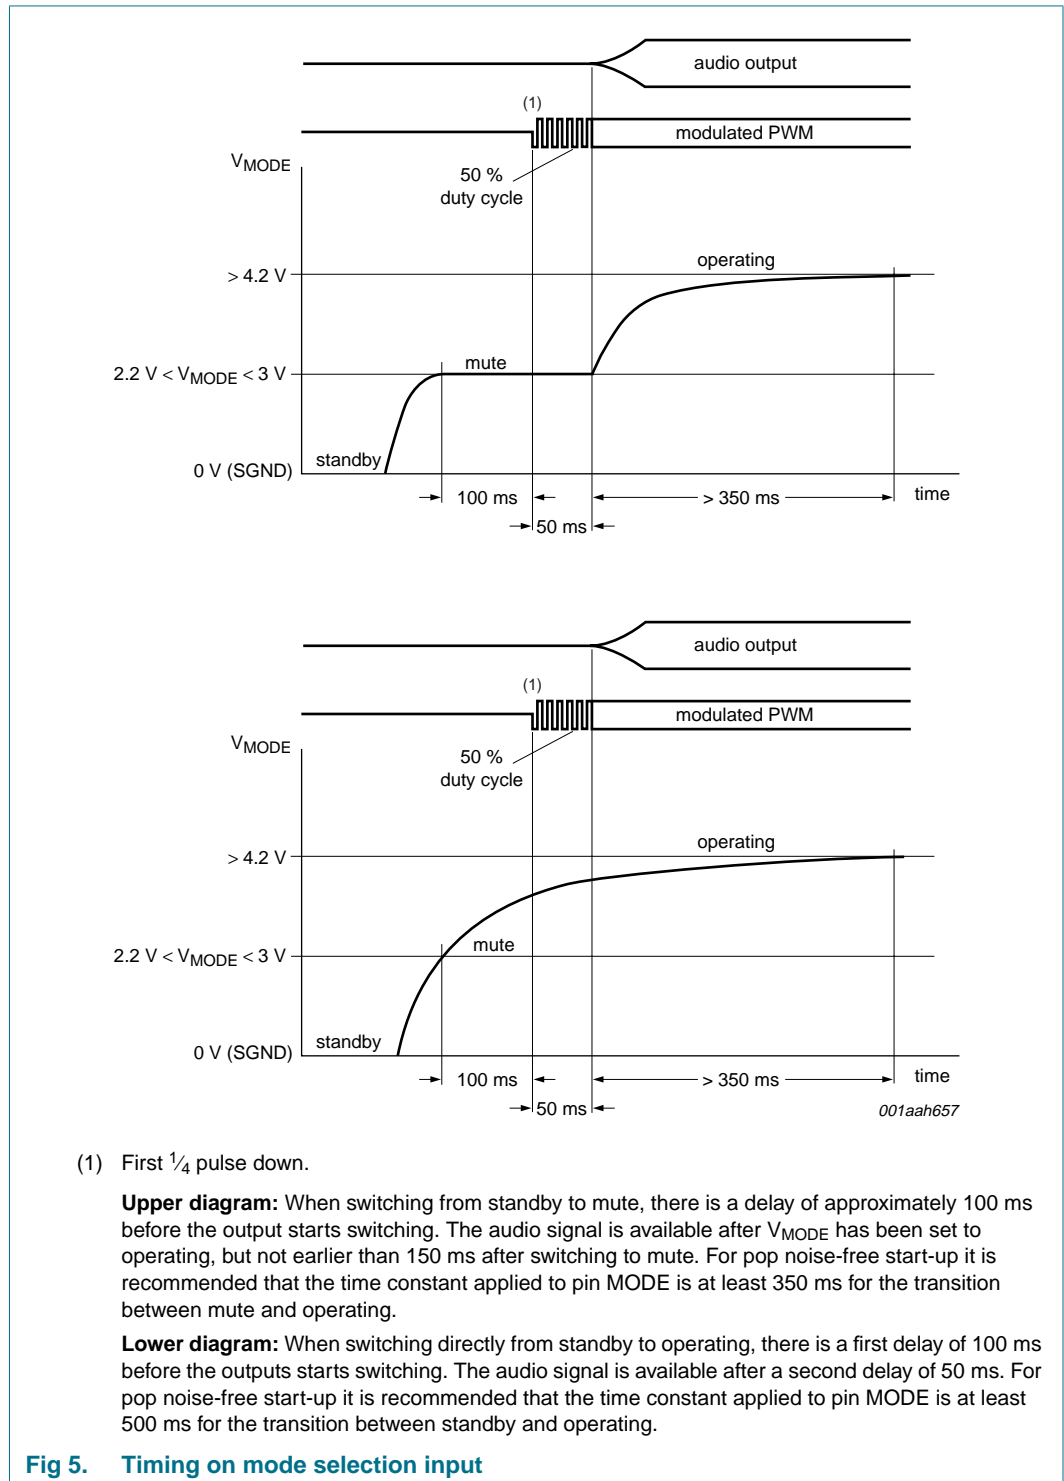 audio output
(1)
modulated PWM
V_MODE
50 %
duty cycle
> 4.2 V
operating
mute
2.2 V < V_MODE < 3 V
standby
0 V (SGND)
100 ms
> 350 ms
time
50 ms
audio output
(1)
modulated PWM
V_MODE
50 %
duty cycle
> 4.2 V
operating
mute
2.2 V < V_MODE < 3 V
standby
0 V (SGND)
100 ms
> 350 ms
time
50 ms
001aah657
(1) First 1⁄4 pulse down.
Upper diagram: When switching from standby to mute, there is a delay of approximately 100 ms
before the output starts switching. The audio signal is available after V_MODE has been set to
operating, but not earlier than 150 ms after switching to mute. For pop noise-free start-up it is
recommended that the time constant applied to pin MODE is at least 350 ms for the transition
between mute and operating.
Lower diagram: When switching directly from standby to operating, there is a first delay of 100 ms
before the outputs starts switching. The audio signal is available after a second delay of 50 ms. For
pop noise-free start-up it is recommended that the time constant applied to pin MODE is at least
500 ms for the transition between standby and operating.
Fig 5. Timing on mode selection input